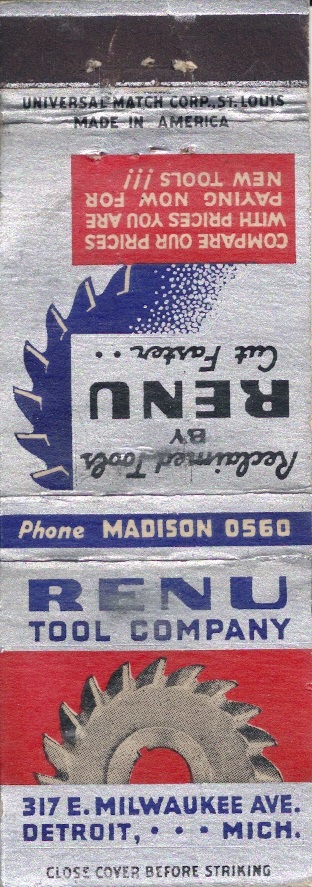 UNIVERSAL MATCH CORP., ST. LOUIS
MADE IN AMERICA
COMPARE OUR PRICES
WITH PRICES YOU ARE
PAYING NOW FOR
NEW TOOLS !!!
Reclaimed Tools
BY
RENU
Cut Faster . .
Phone MADISON 0560
RENU
TOOL COMPANY
317 E. MILWAUKEE AVE.
DETROIT, • • • MICH.
CLOSE COVER BEFORE STRIKING